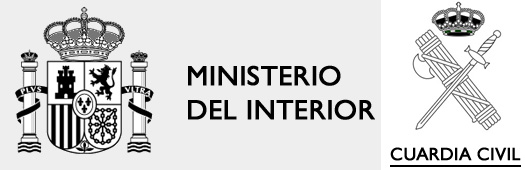 PLVS VLTRA
MINISTERIO
DEL INTERIOR
CUARDIA CIVIL